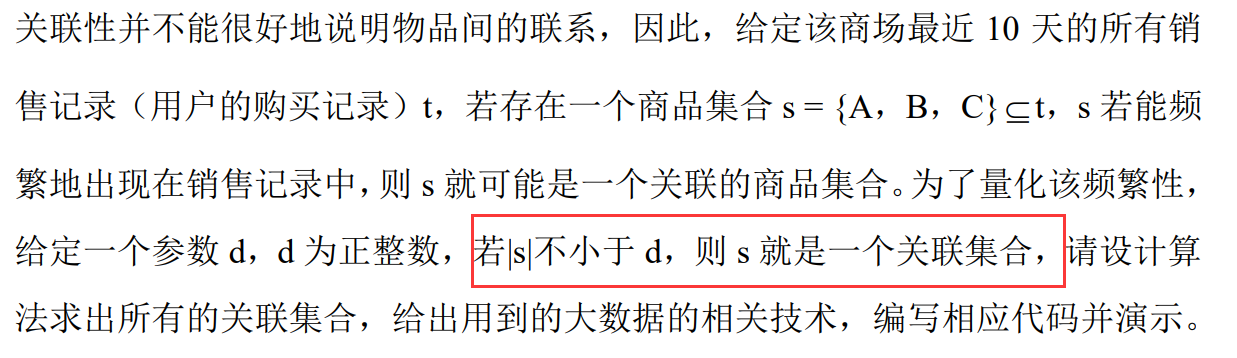 关联性并不能很好地说明物品间的联系，因此，给定该商场最近 10 天的所有销
售记录（用户的购买记录）t，若存在一个商品集合 s = {A，B，C}⊆t，s 若能频
繁地出现在销售记录中，则 s 就可能是一个关联的商品集合。为了量化该频繁性，
给定一个参数 d，d 为正整数，若|s|不小于 d，则 s 就是一个关联集合，请设计算
法求出所有的关联集合，给出用到的大数据的相关技术，编写相应代码并演示。